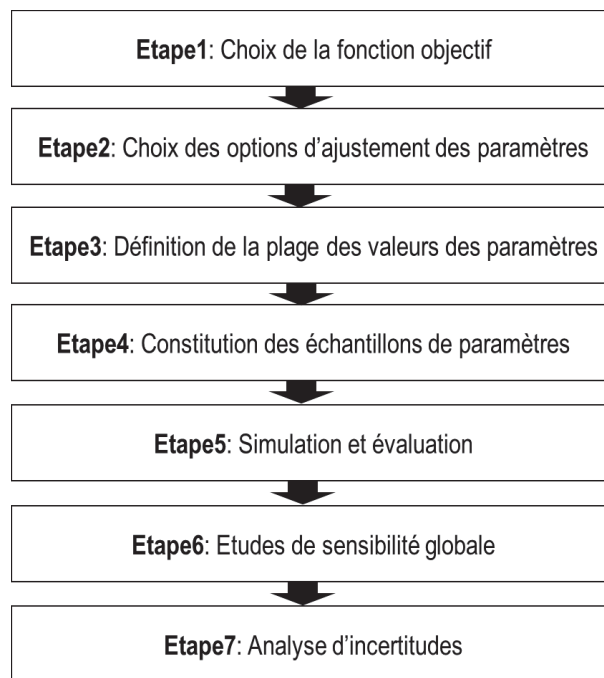 Etape1: Choix de la fonction objectif
Etape2: Choix des options d'ajustement des paramètres
Etape3: Définition de la plage des valeurs des paramètres
Etape4: Constitution des échantillons de paramètres
Etape5: Simulation et évaluation
Etape6: Etudes de sensibilité globale
Etape7: Analyse d'incertitudes